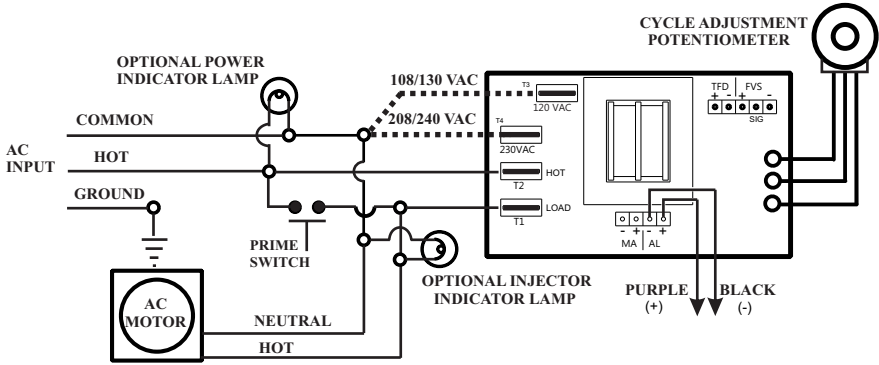 CYCLE ADJUSTMENT
POTENTIOMETER
OPTIONAL POWER
INDICATOR LAMP
108/130 VAC
T3
120 VAC
TFD FVS
+ - + -
SIG
COMMON
208/240 VAC
T4
230VAC
AC
INPUT
HOT
HOT
T2
GROUND
LOAD
T1
- + - +
MA AL
PRIME
SWITCH
OPTIONAL INJECTOR
INDICATOR LAMP
PURPLE
(+)
BLACK
(-)
AC
MOTOR
NEUTRAL
HOT